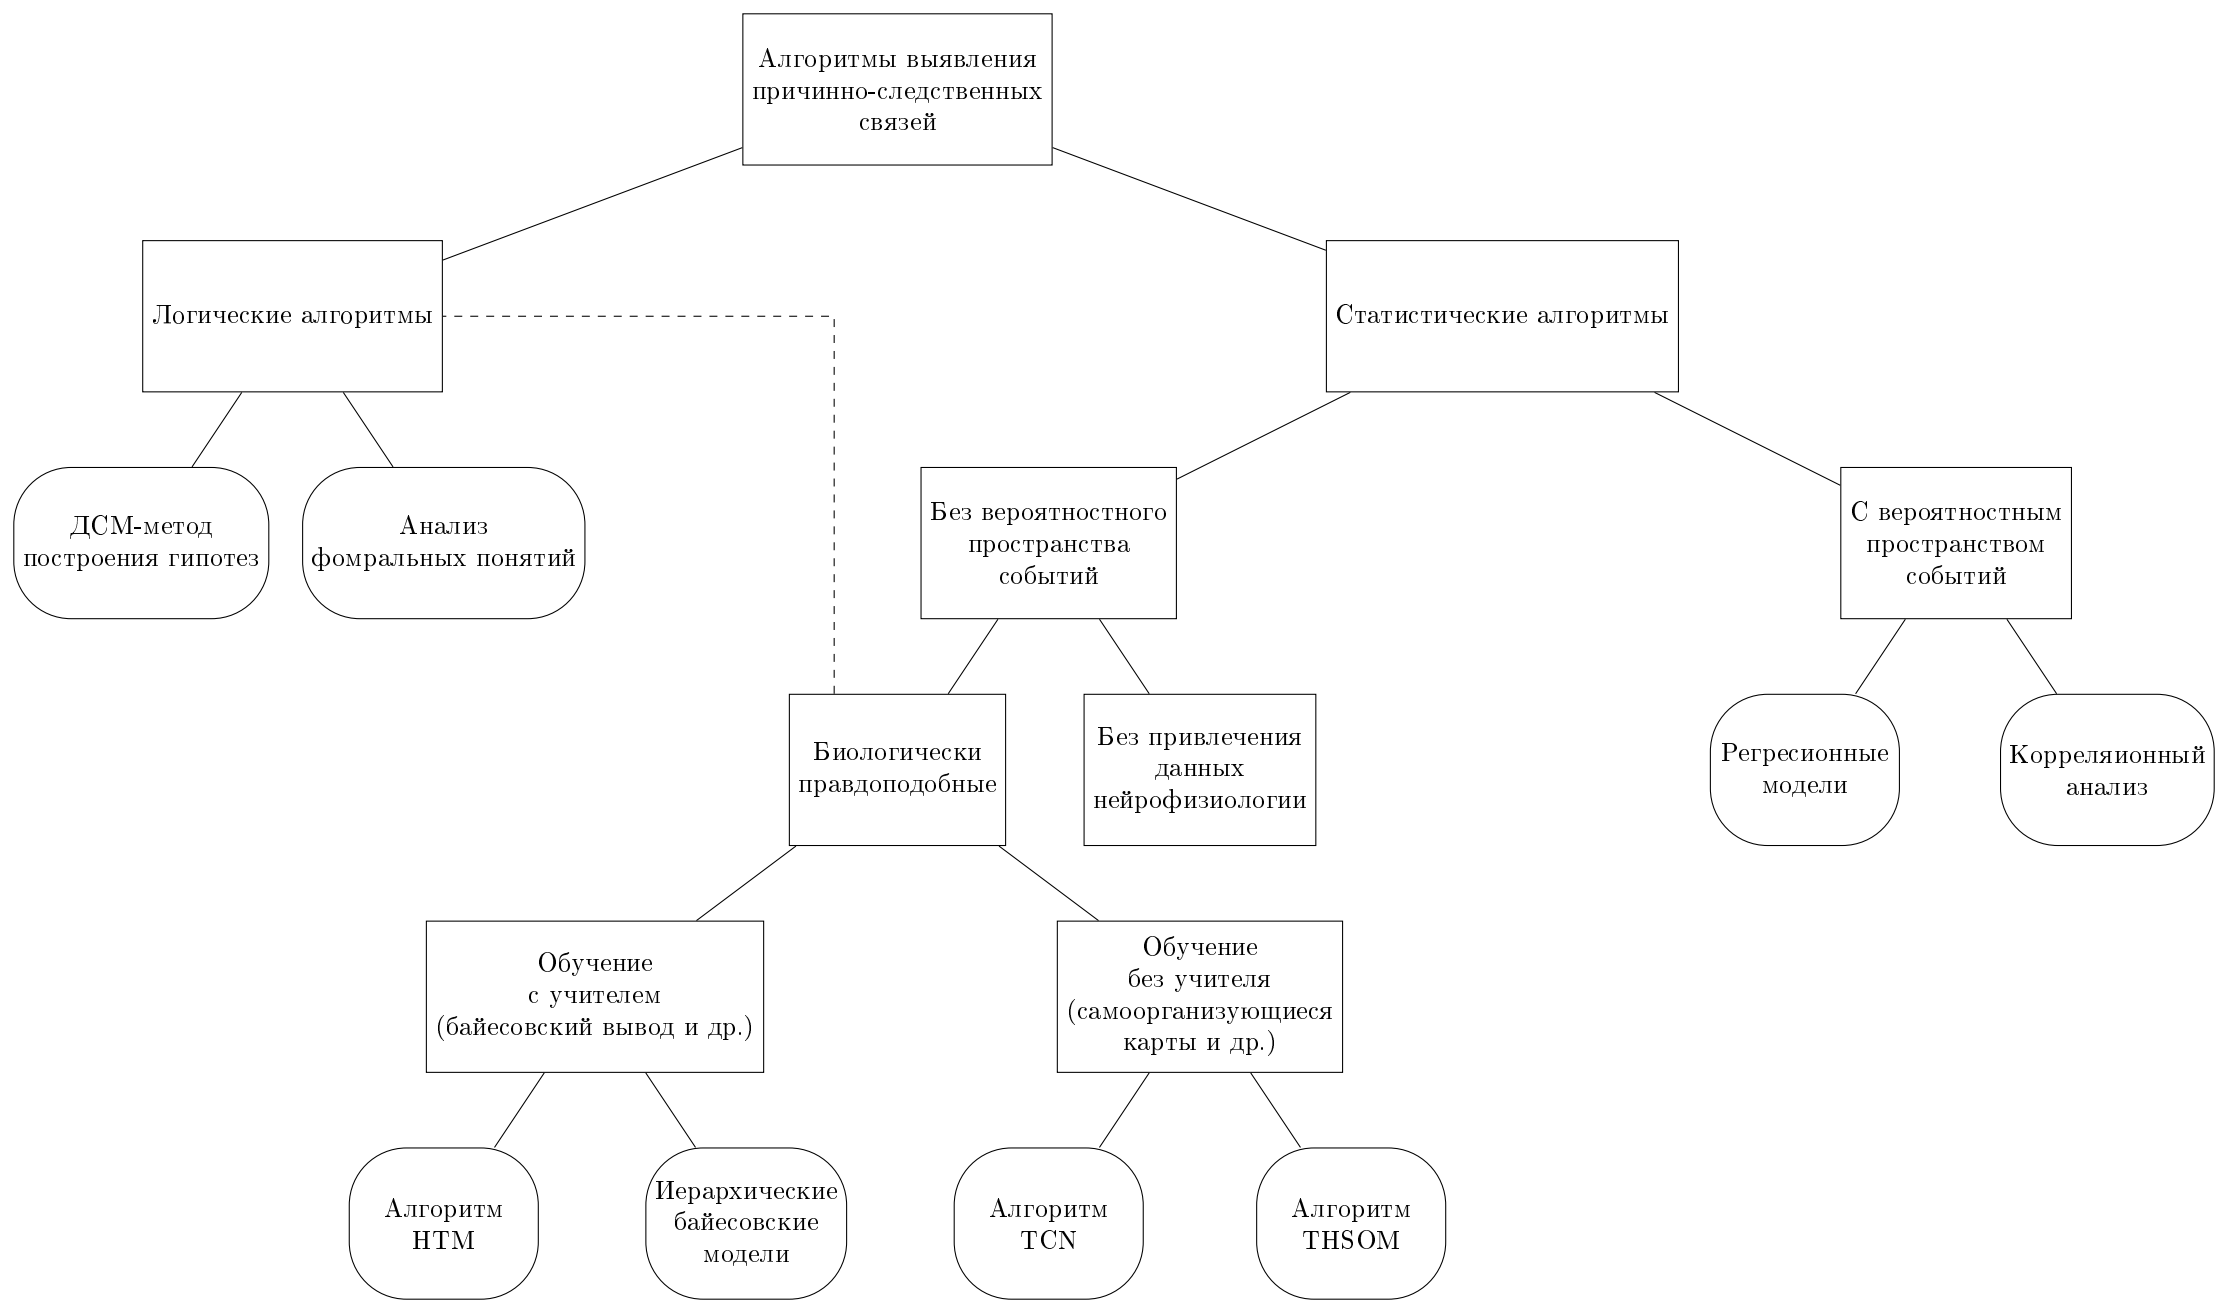 Алгоритмы выявления
причинно-следственных
связей
Логические алгоритмы
Статистические алгоритмы
ДСМ-метод
построения гипотез
Анализ
фомральных понятий
Без вероятностного
пространства
событий
С вероятностным
пространством
событий
Биологически
правдоподобные
Без привлечения
данных
нейрофизиологии
Регресионные
модели
Корреляионный
анализ
Обучение
с учителем
(байесовский вывод и др.)
Обучение
без учителя
(самоорганизующиеся
карты и др.)
Алгоритм
HTM
Иерархические
байесовские
модели
Алгоритм
TCN
Алгоритм
THSOM